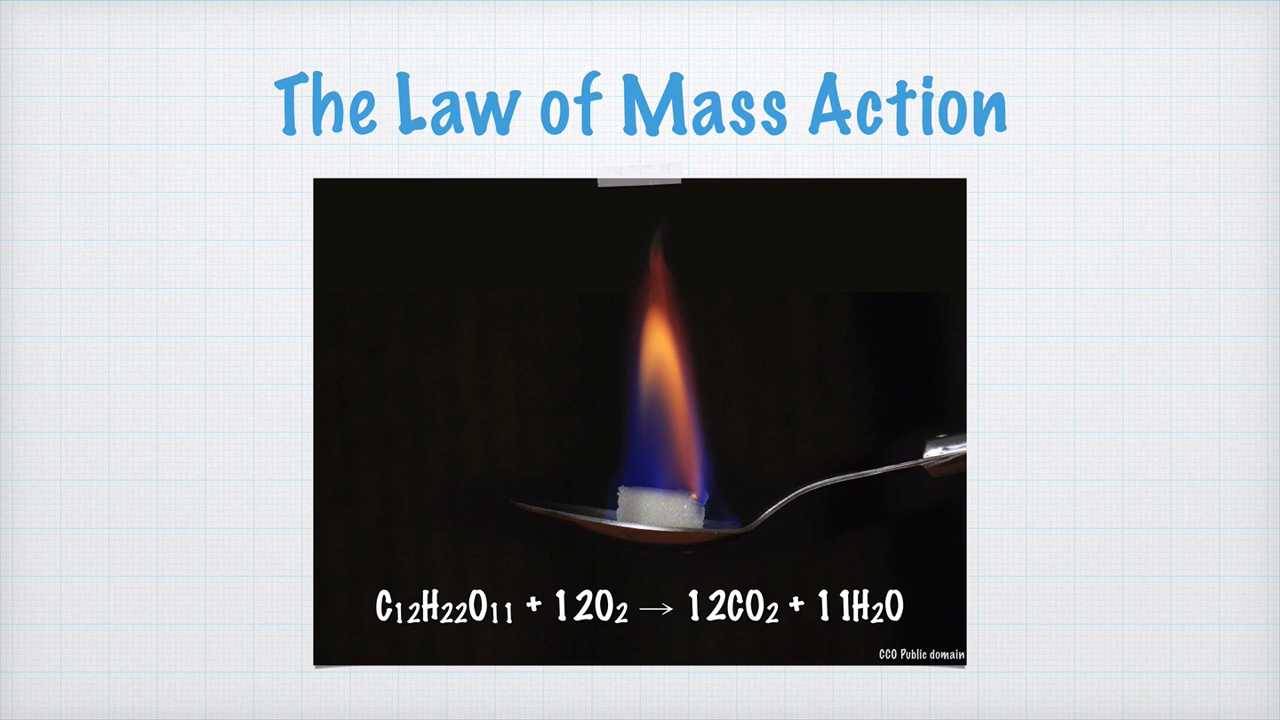 The Law of Mass Action
C₁₂H₂₂O₁₁ + 12O₂ → 12CO₂ + 11H₂O
CC0 Public domain